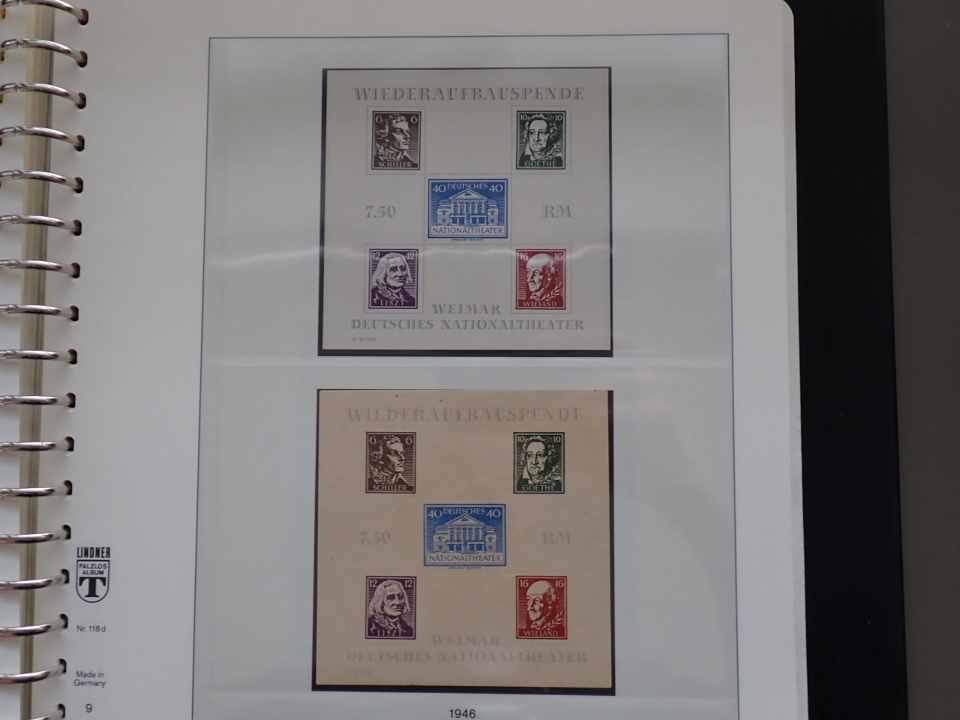 WIEDERAUFBAUSPENDE
6 6
SCHILLER
10 10
GOETHE
40 DEUTSCHES 40
NATIONALTHEATER
7.50 RM
12 12
LISZT
16 16
WIELAND
WEIMAR
DEUTSCHES NATIONALTHEATER
WIEDERAUFBAUSPENDE
6 6
SCHILLER
10 10
GOETHE
40 DEUTSCHES 40
NATIONALTHEATER
7.50 RM
12 12
LISZT
16 16
WIELAND
WEIMAR
DEUTSCHES NATIONALTHEATER
LINDNER
FALZLOS
ALBUM
T
Nr. 118 d
Made in
Germany
9
1946